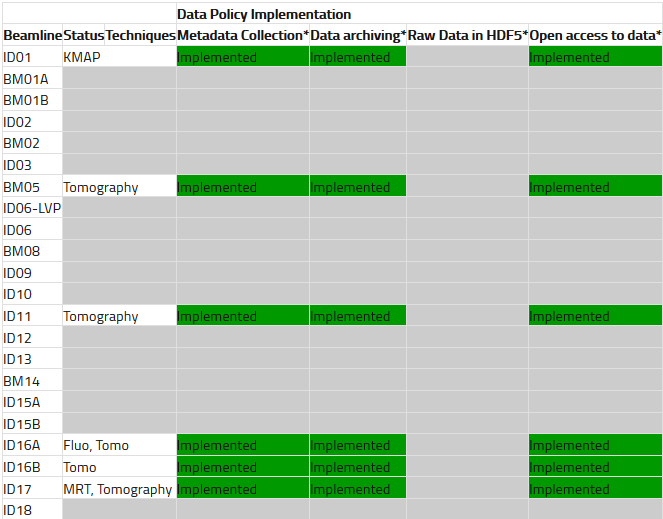 Data Policy Implementation
Beamline Status Techniques Metadata Collection* Data archiving* Raw Data in HDF5* Open access to data*
ID01 KMAP Implemented Implemented Implemented
BM01A
BM01B
ID02
BM02
ID03
BM05 Tomography Implemented Implemented Implemented
ID06-LVP
ID06
BM08
ID09
ID10
ID11 Tomography Implemented Implemented Implemented
ID12
ID13
BM14
ID15A
ID15B
ID16A Fluo, Tomo Implemented Implemented Implemented
ID16B Tomo Implemented Implemented Implemented
ID17 MRT, Tomography Implemented Implemented Implemented
ID18